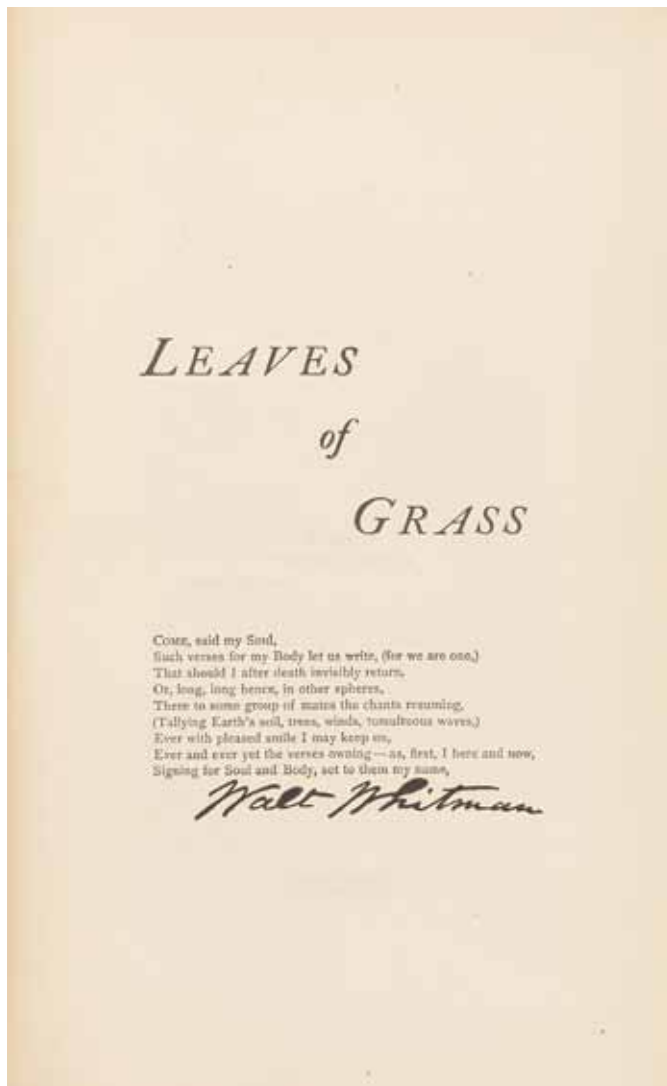 LEAVES
of
GRASS
COME, said my Soul,
Such verses for my Body let us write, (for we are one,)
That should I after death invisibly return,
Or, long, long hence, in other spheres,
There to some group of mates the chants resuming,
(Tallying Earth's soil, trees, winds, tumultuous waves,)
Ever with pleased smile I may keep on,
Ever and ever yet the verses owning—as, first, I here and now,
Signing for Soul and Body, set to them my name,
Walt Whitman